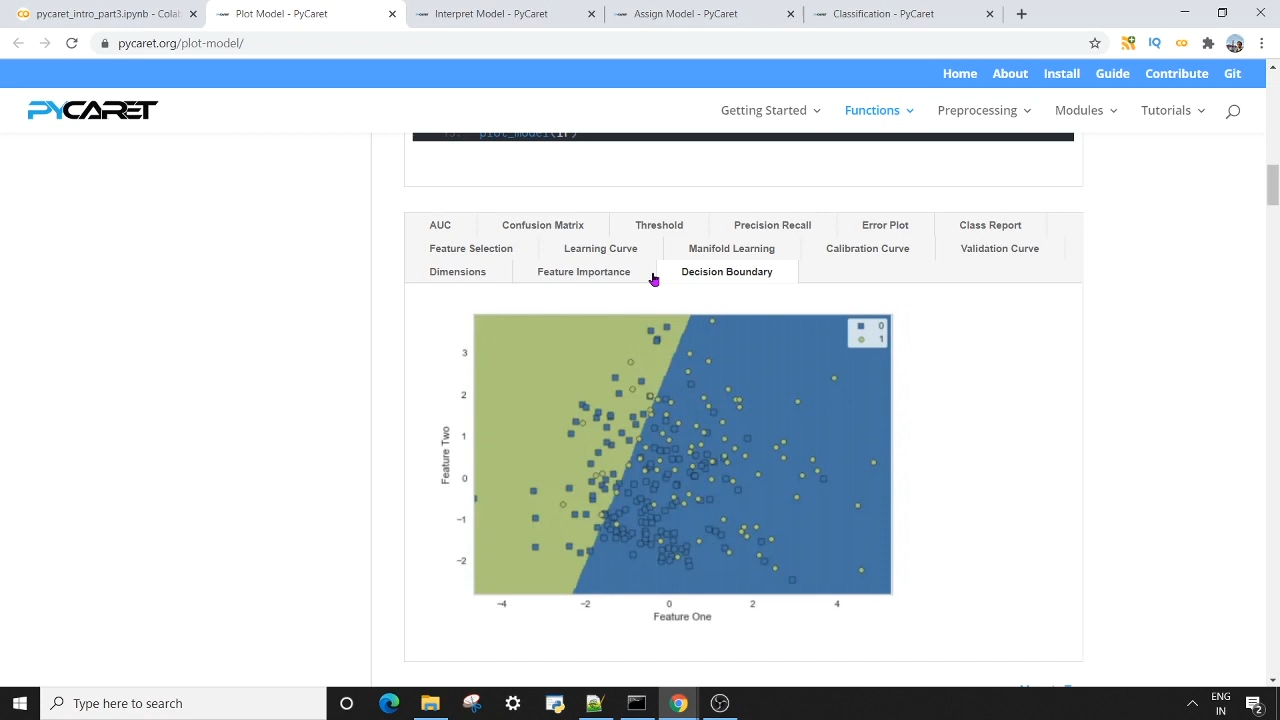 pycaret_intro_part3.ipynb - Colab
Plot Model - PyCaret
Interpret Model - PyCaret
Assign Model - PyCaret
Classification - PyCaret
pycaret.org/plot-model/
Home About Install Guide Contribute Git
PYCARET
Getting Started Functions Preprocessing Modules Tutorials
plot_model(lr)
AUC Confusion Matrix Threshold Precision Recall Error Plot Class Report
Feature Selection Learning Curve Manifold Learning Calibration Curve Validation Curve
Dimensions Feature Importance Decision Boundary
0
1
3
2
1
0
−1
−2
Feature Two
−4 −2 0 2 4
Feature One
Type here to search
ENG
IN
2